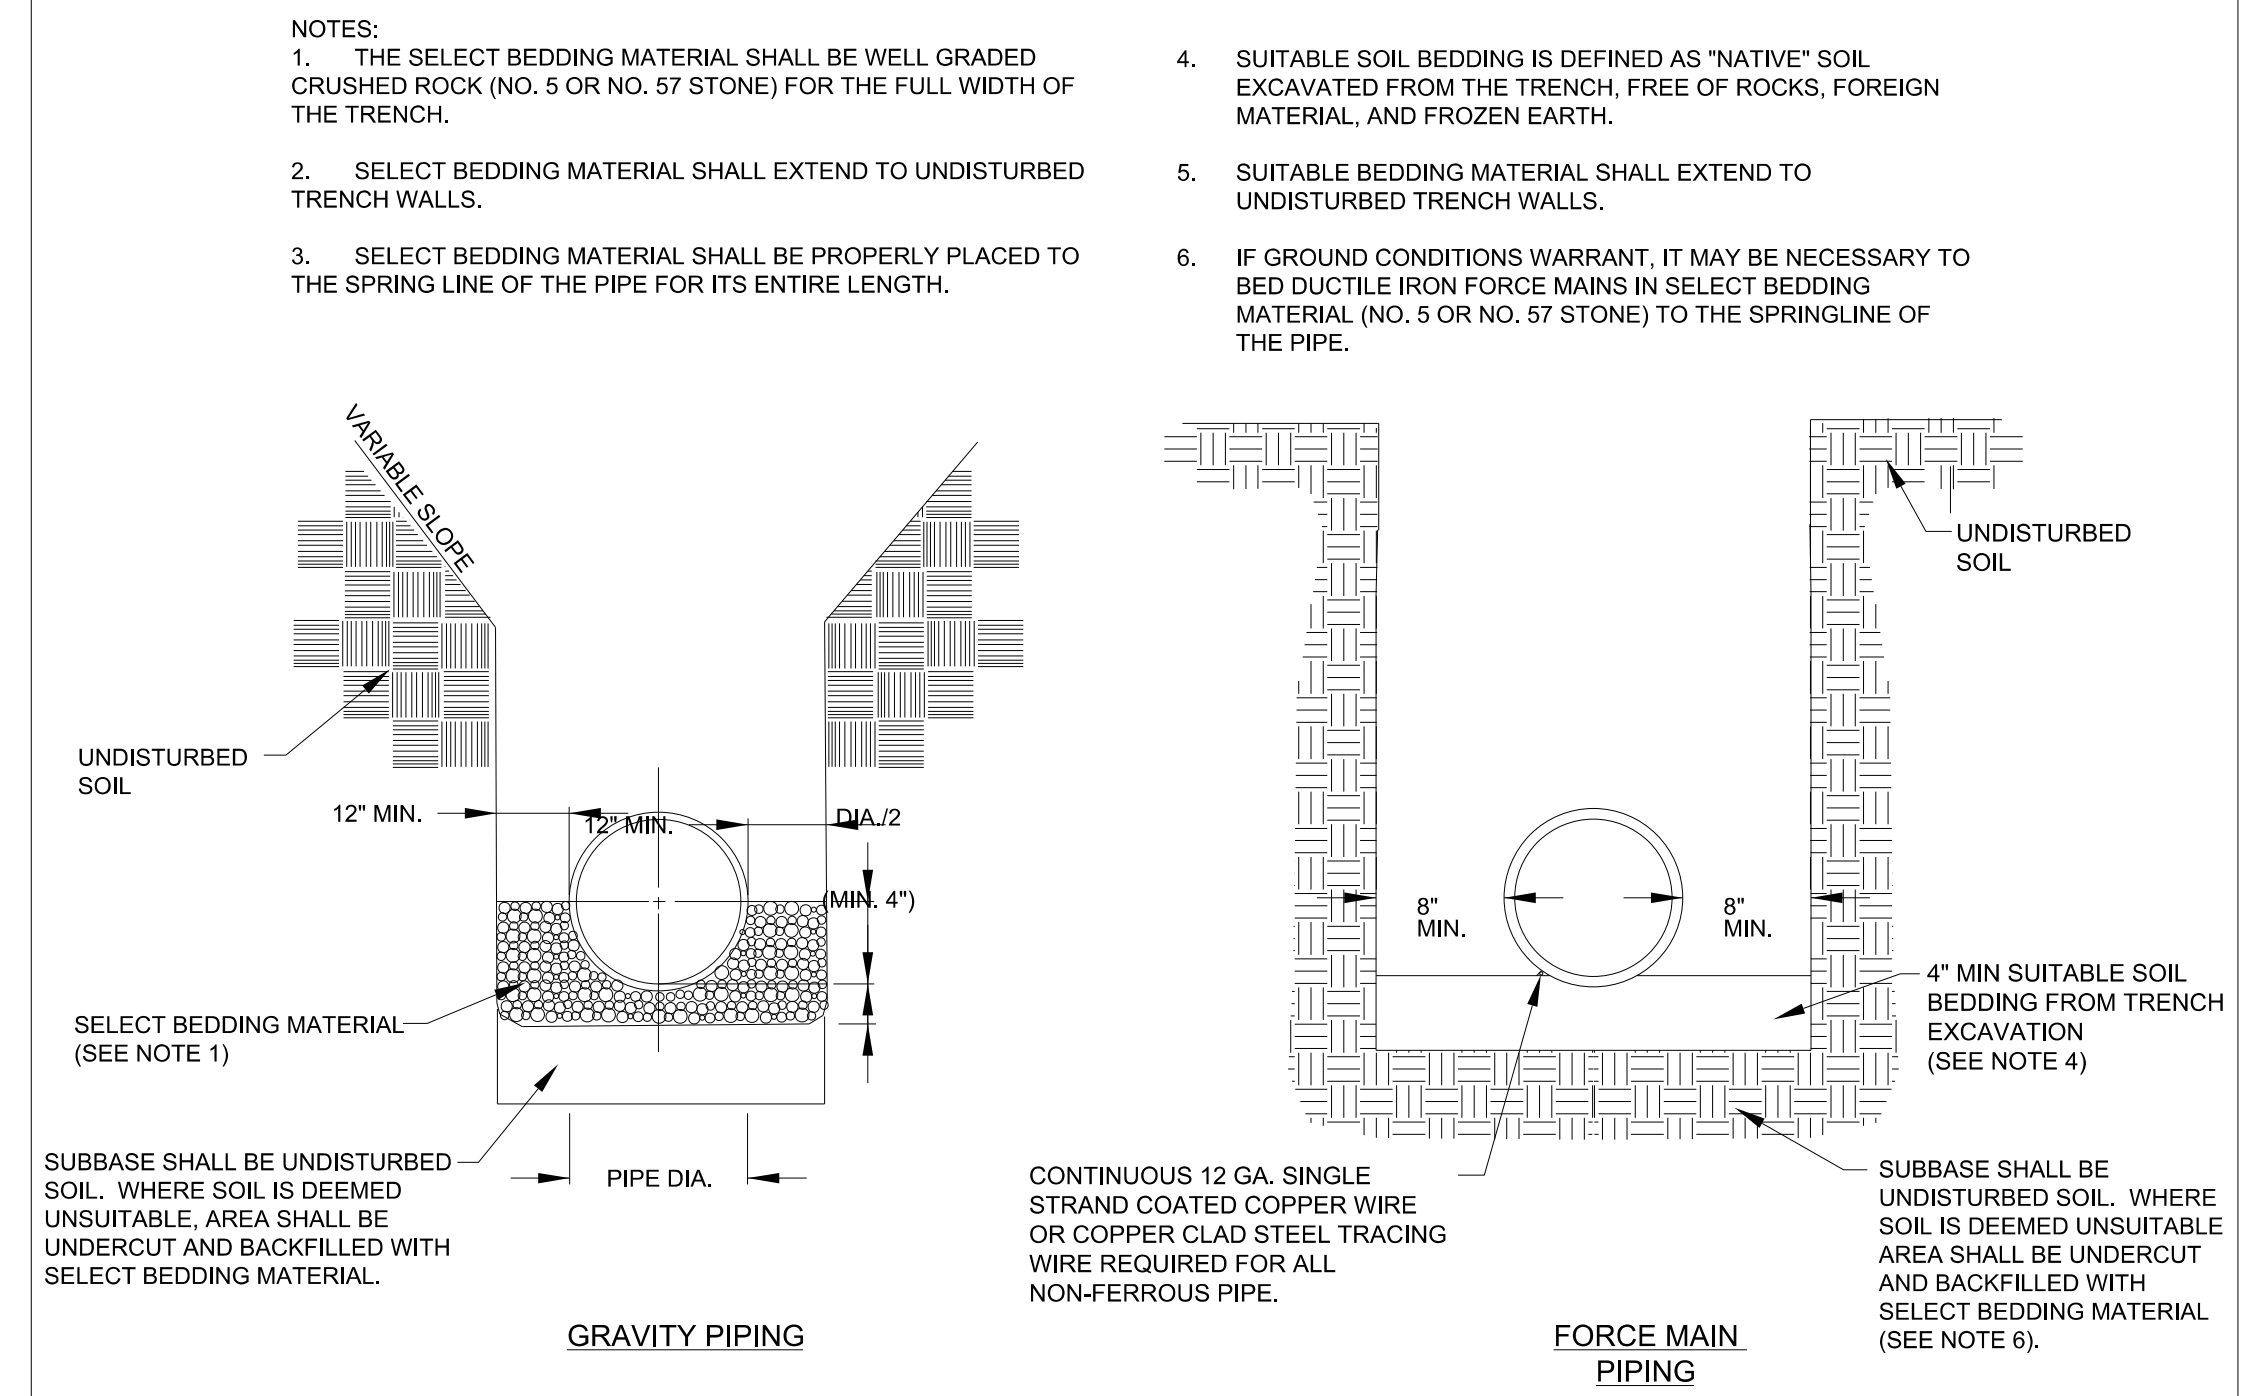 NOTES:
1. THE SELECT BEDDING MATERIAL SHALL BE WELL GRADED
CRUSHED ROCK (NO. 5 OR NO. 57 STONE) FOR THE FULL WIDTH OF
THE TRENCH.
2. SELECT BEDDING MATERIAL SHALL EXTEND TO UNDISTURBED
TRENCH WALLS.
3. SELECT BEDDING MATERIAL SHALL BE PROPERLY PLACED TO
THE SPRING LINE OF THE PIPE FOR ITS ENTIRE LENGTH.
4. SUITABLE SOIL BEDDING IS DEFINED AS "NATIVE" SOIL
EXCAVATED FROM THE TRENCH, FREE OF ROCKS, FOREIGN
MATERIAL, AND FROZEN EARTH.
5. SUITABLE BEDDING MATERIAL SHALL EXTEND TO
UNDISTURBED TRENCH WALLS.
6. IF GROUND CONDITIONS WARRANT, IT MAY BE NECESSARY TO
BED DUCTILE IRON FORCE MAINS IN SELECT BEDDING
MATERIAL (NO. 5 OR NO. 57 STONE) TO THE SPRINGLINE OF
THE PIPE.
VARIABLE SLOPE
UNDISTURBED
SOIL
12" MIN.
12" MIN.
DIA./2
(MIN. 4")
SELECT BEDDING MATERIAL
(SEE NOTE 1)
SUBBASE SHALL BE UNDISTURBED
SOIL. WHERE SOIL IS DEEMED
UNSUITABLE, AREA SHALL BE
UNDERCUT AND BACKFILLED WITH
SELECT BEDDING MATERIAL.
PIPE DIA.
GRAVITY PIPING
UNDISTURBED
SOIL
8"
MIN.
8"
MIN.
4" MIN SUITABLE SOIL
BEDDING FROM TRENCH
EXCAVATION
(SEE NOTE 4)
CONTINUOUS 12 GA. SINGLE
STRAND COATED COPPER WIRE
OR COPPER CLAD STEEL TRACING
WIRE REQUIRED FOR ALL
NON-FERROUS PIPE.
SUBBASE SHALL BE
UNDISTURBED SOIL. WHERE
SOIL IS DEEMED UNSUITABLE
AREA SHALL BE UNDERCUT
AND BACKFILLED WITH
SELECT BEDDING MATERIAL
(SEE NOTE 6).
FORCE MAIN
PIPING